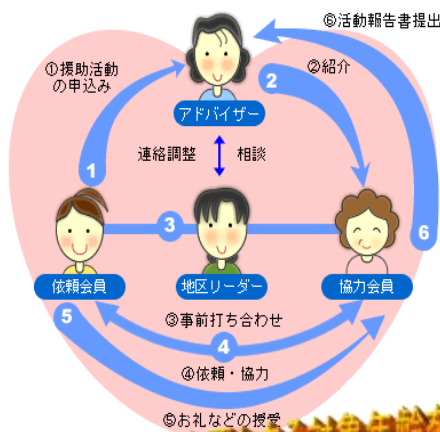 ⑥活動報告書提出
①援助活動
の申込み
2
②紹介
アドバイザー
連絡調整
相談
1
3
6
依頼会員
地区リーダー
協力会員
5
③事前打ち合わせ
4
④依頼・協力
⑤お礼などの授受